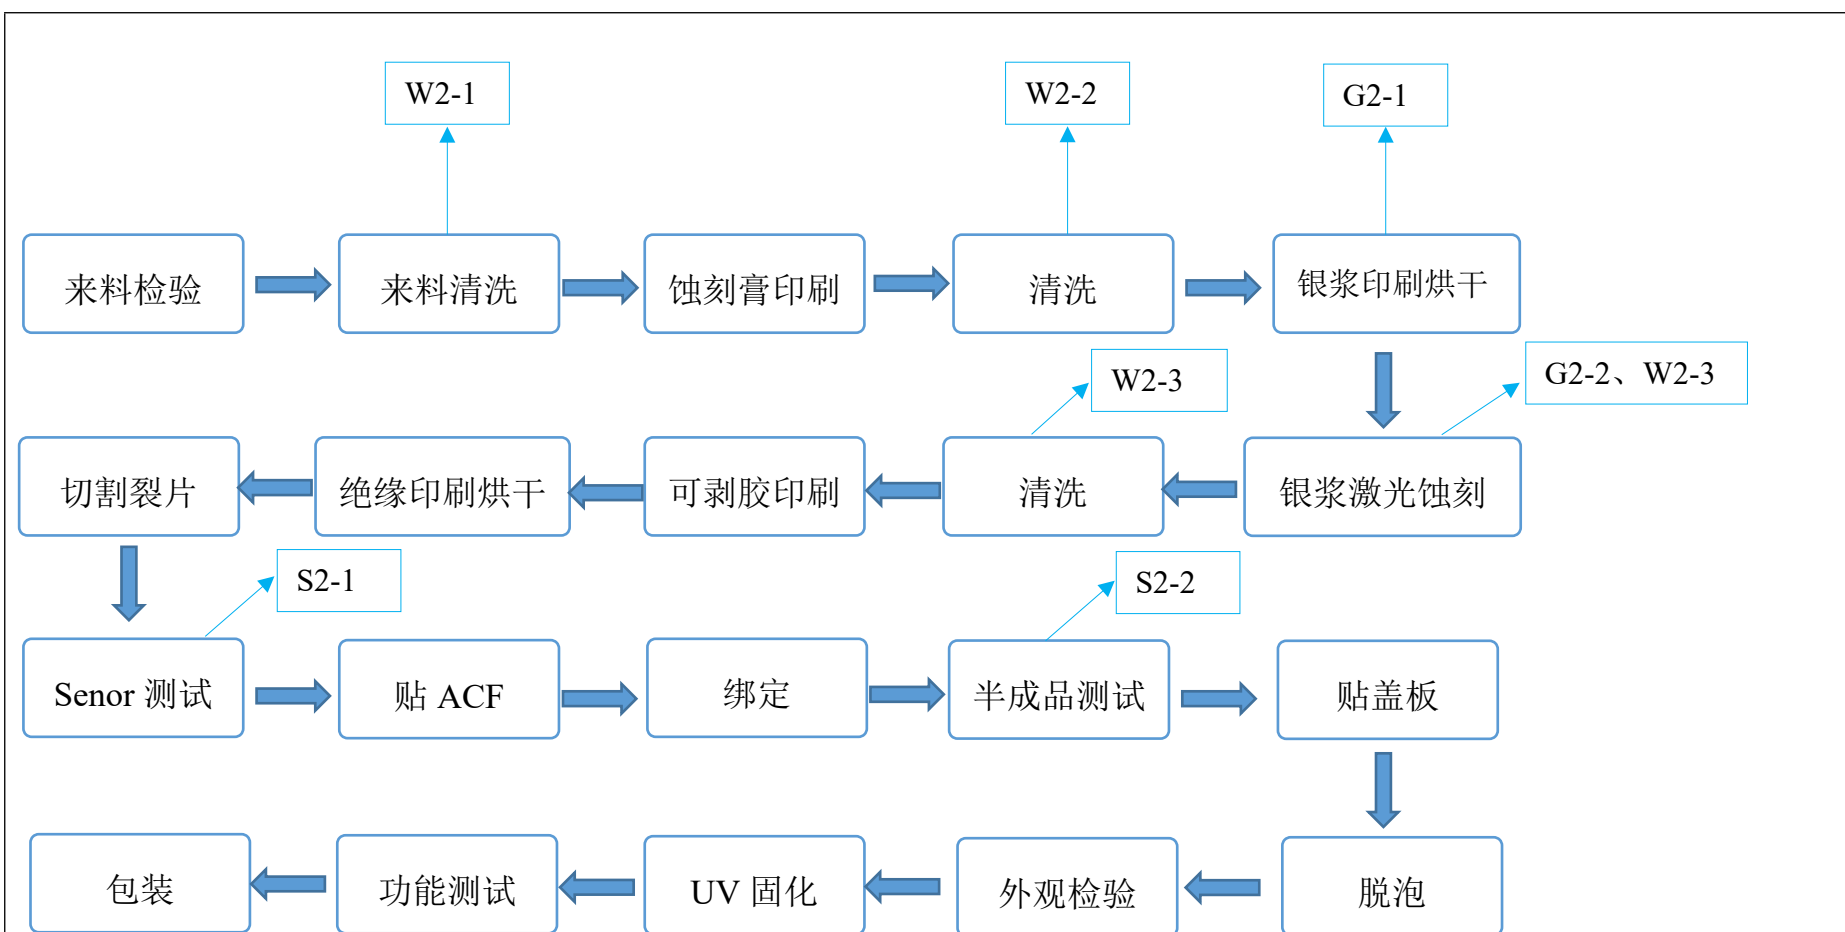 W2-1
W2-2
G2-1
来料检验
来料清洗
蚀刻膏印刷
清洗
银浆印刷烘干
W2-3
G2-2、W2-3
切割裂片
绝缘印刷烘干
可剥胶印刷
清洗
银浆激光蚀刻
S2-1
S2-2
Senor 测试
贴 ACF
绑定
半成品测试
贴盖板
包装
功能测试
UV 固化
外观检验
脱泡